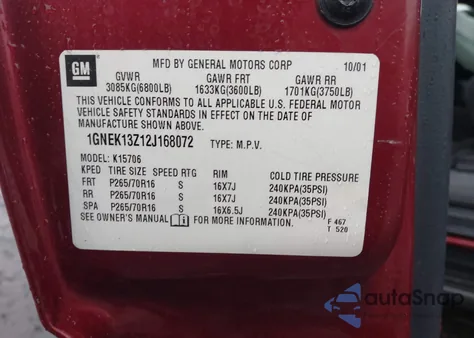 GM
MFD BY GENERAL MOTORS CORP 10/01
GVWR GAWR FRT GAWR RR
3085KG(6800LB) 1633KG(3600LB) 1701KG(3750LB)
THIS VEHICLE CONFORMS TO ALL APPLICABLE U.S. FEDERAL MOTOR
VEHICLE SAFETY STANDARDS IN EFFECT ON THE DATE OF
MANUFACTURE SHOWN ABOVE.
1GNEK13Z12J168072 TYPE: M.P.V.
MODEL: K15706
KPED TIRE SIZE SPEED RTG RIM COLD TIRE PRESSURE
FRT P265/70R16 S 16X7J 240KPA(35PSI)
RR P265/70R16 S 16X7J 240KPA(35PSI)
SPA P265/70R16 S 16X6.5J 240KPA(35PSI)
SEE OWNER'S MANUAL FOR MORE INFORMATION. F 467
T 520
autoSnap